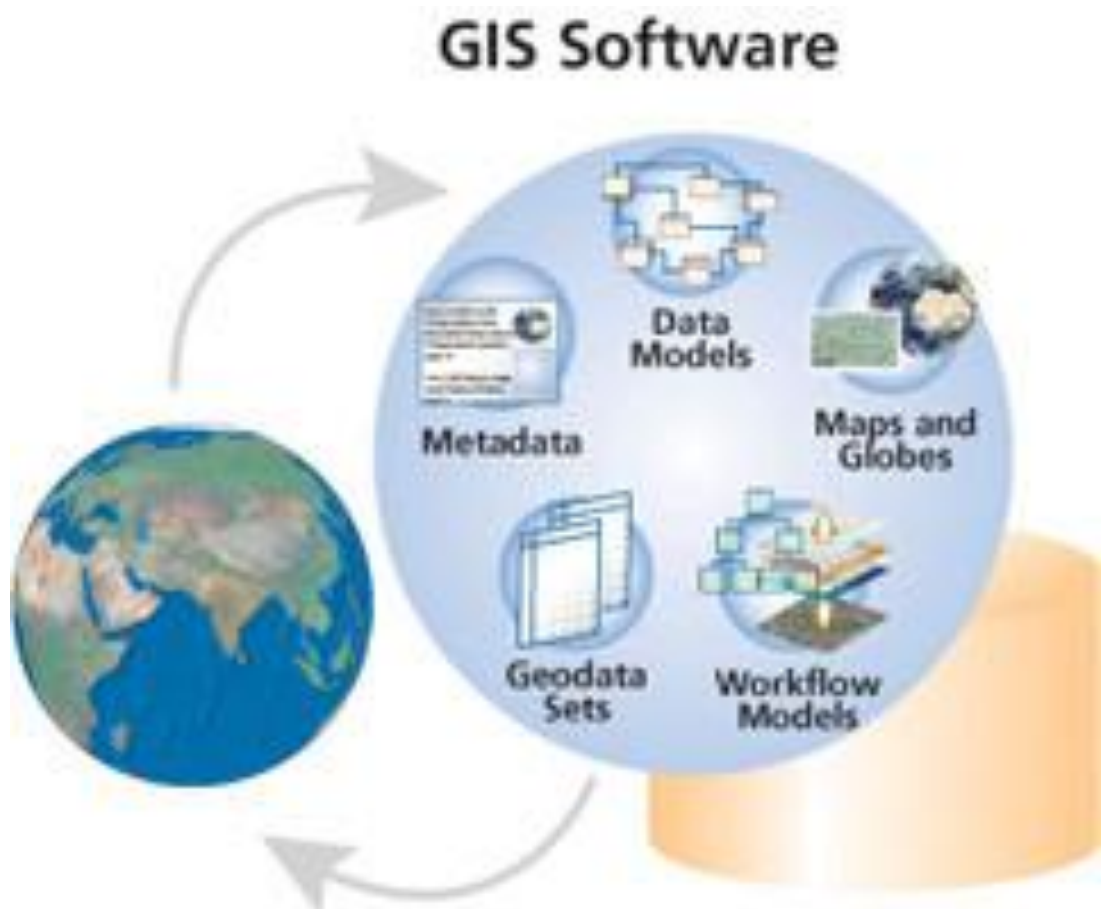 GIS Software
Data
Models
Maps and
Globes
Metadata
Geodata
Sets
Workflow
Models